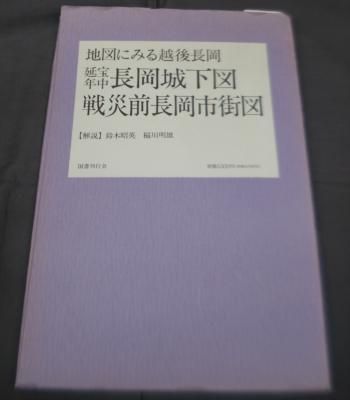 地図にみる越後長岡
延宝年中長岡城下図
戦災前長岡市街図
【解説】鈴木昭英 稲川明雄
国書刊行会